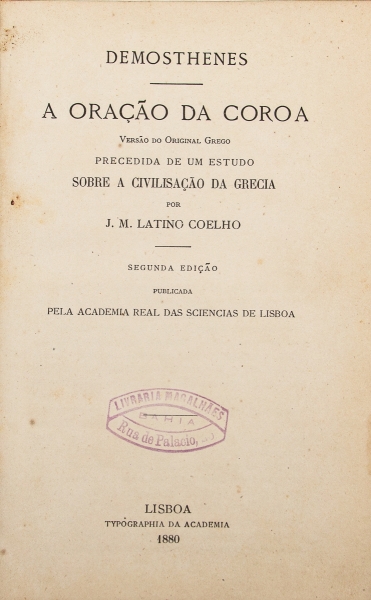 DEMOSTHENES
A ORAÇÃO DA COROA
VERSÃO DO ORIGINAL GREGO
PRECEDIDA DE UM ESTUDO
SOBRE A CIVILISAÇÃO DA GRECIA
POR
J. M. LATINO COELHO
SEGUNDA EDIÇÃO
PUBLICADA
PELA ACADEMIA REAL DAS SCIENCIAS DE LISBOA
LIVRARIA MAGALHÃES
BAHIA
Rua de Palacio,
LISBOA
TYPOGRAPHIA DA ACADEMIA
1880